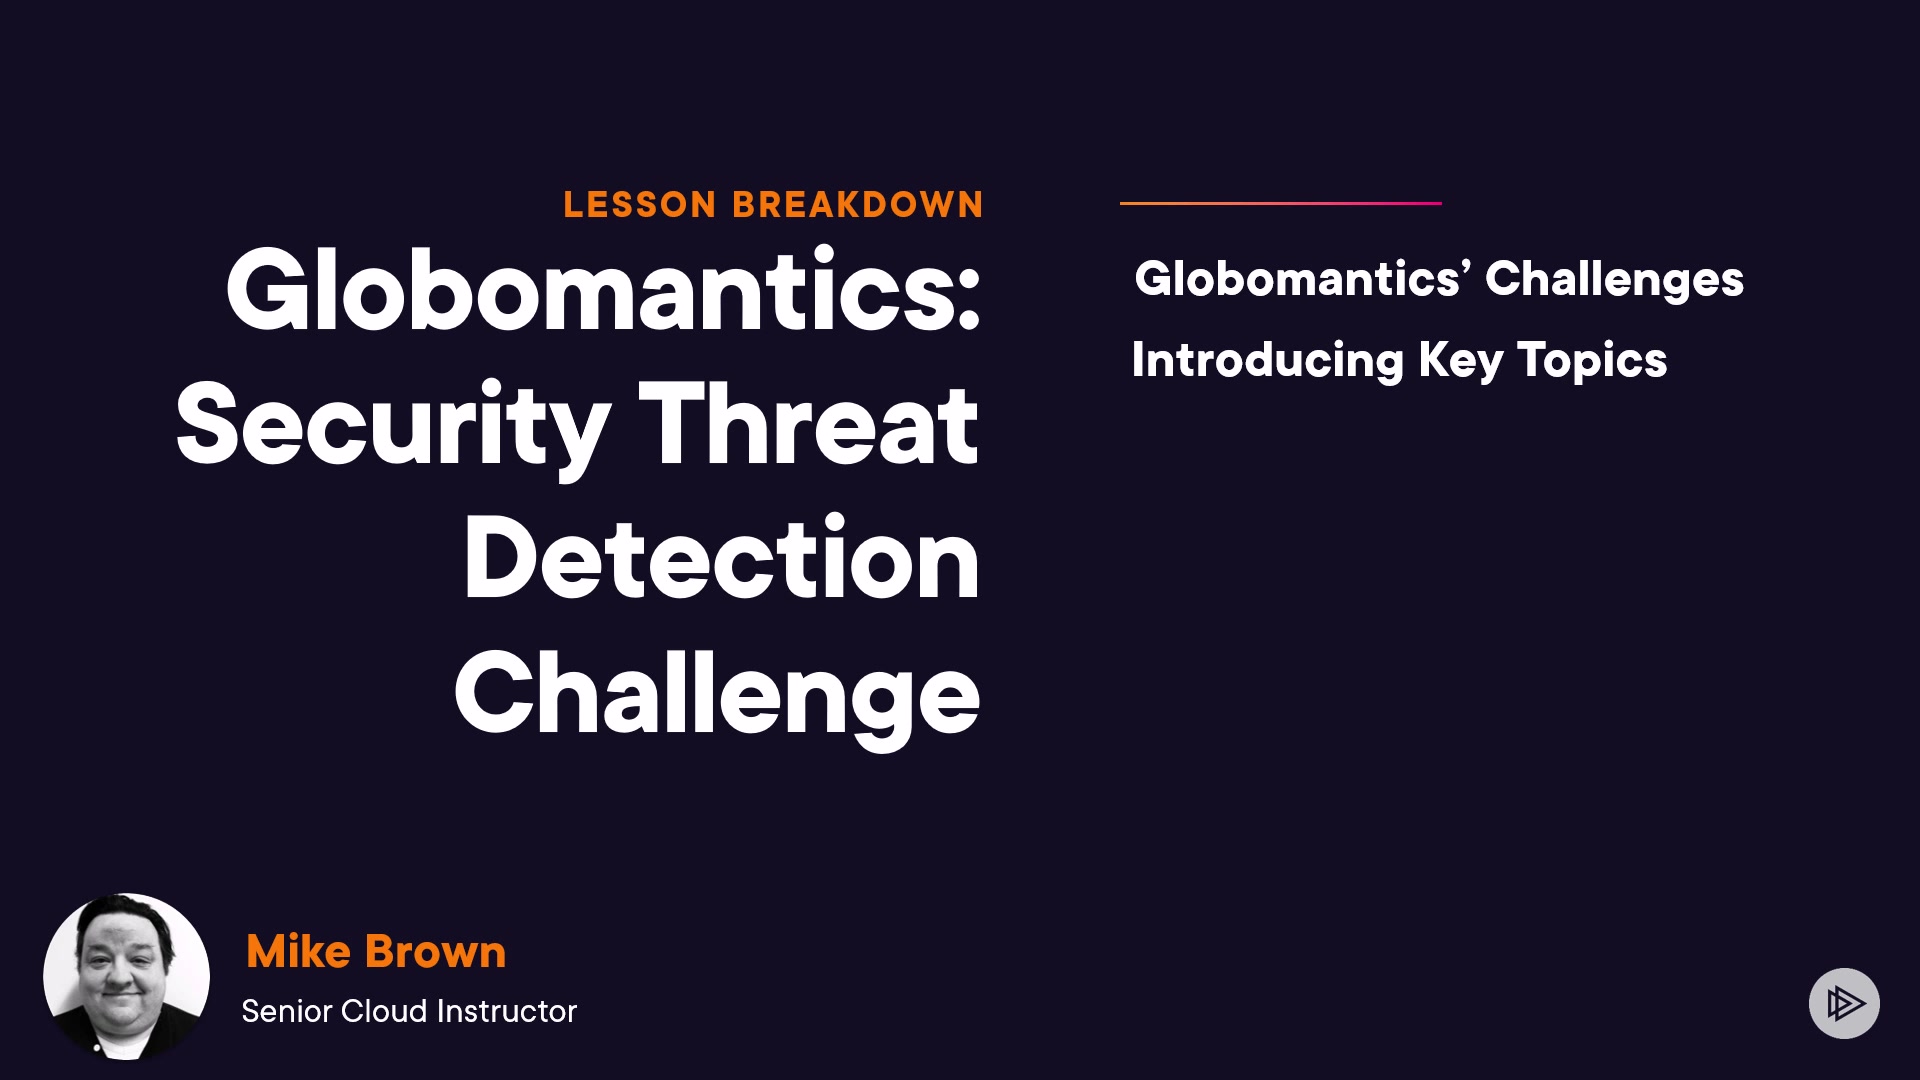 LESSON BREAKDOWN
Globomantics:
Security Threat
Detection
Challenge
Globomantics’ Challenges
Introducing Key Topics
Mike Brown
Senior Cloud Instructor